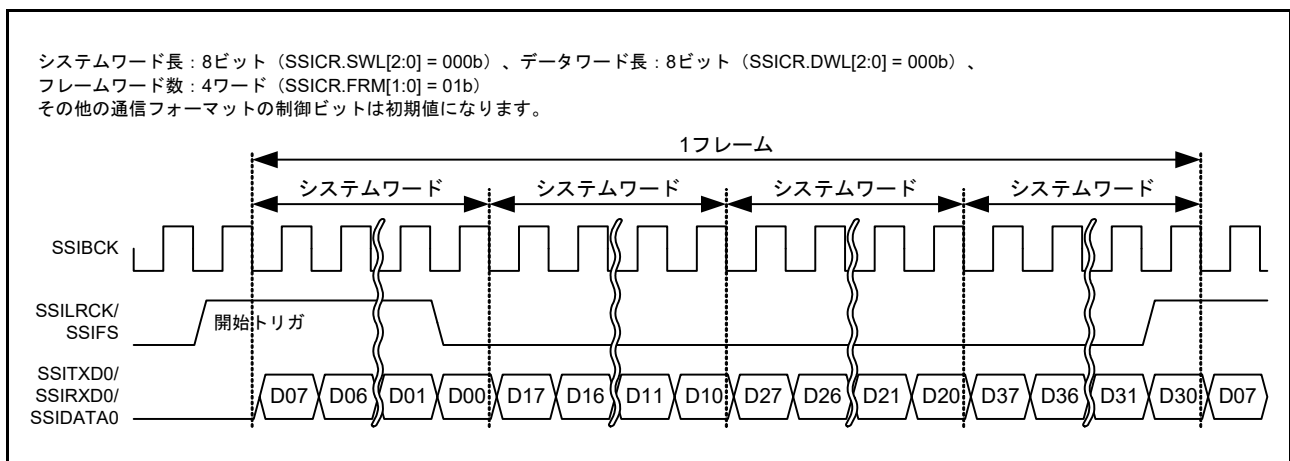 システムワード長：8ビット（SSICR.SWL[2:0] = 000b）、データワード長：8ビット（SSICR.DWL[2:0] = 000b）、
フレームワード数：4ワード（SSICR.FRM[1:0] = 01b）
その他の通信フォーマットの制御ビットは初期値になります。
1フレーム
システムワード システムワード システムワード システムワード
SSIBCK
SSILRCK/
SSIFS
開始トリガ
SSITXD0/
SSIRXD0/
SSIDATA0
D07 D06 D01 D00 D17 D16 D11 D10 D27 D26 D21 D20 D37 D36 D31 D30 D07